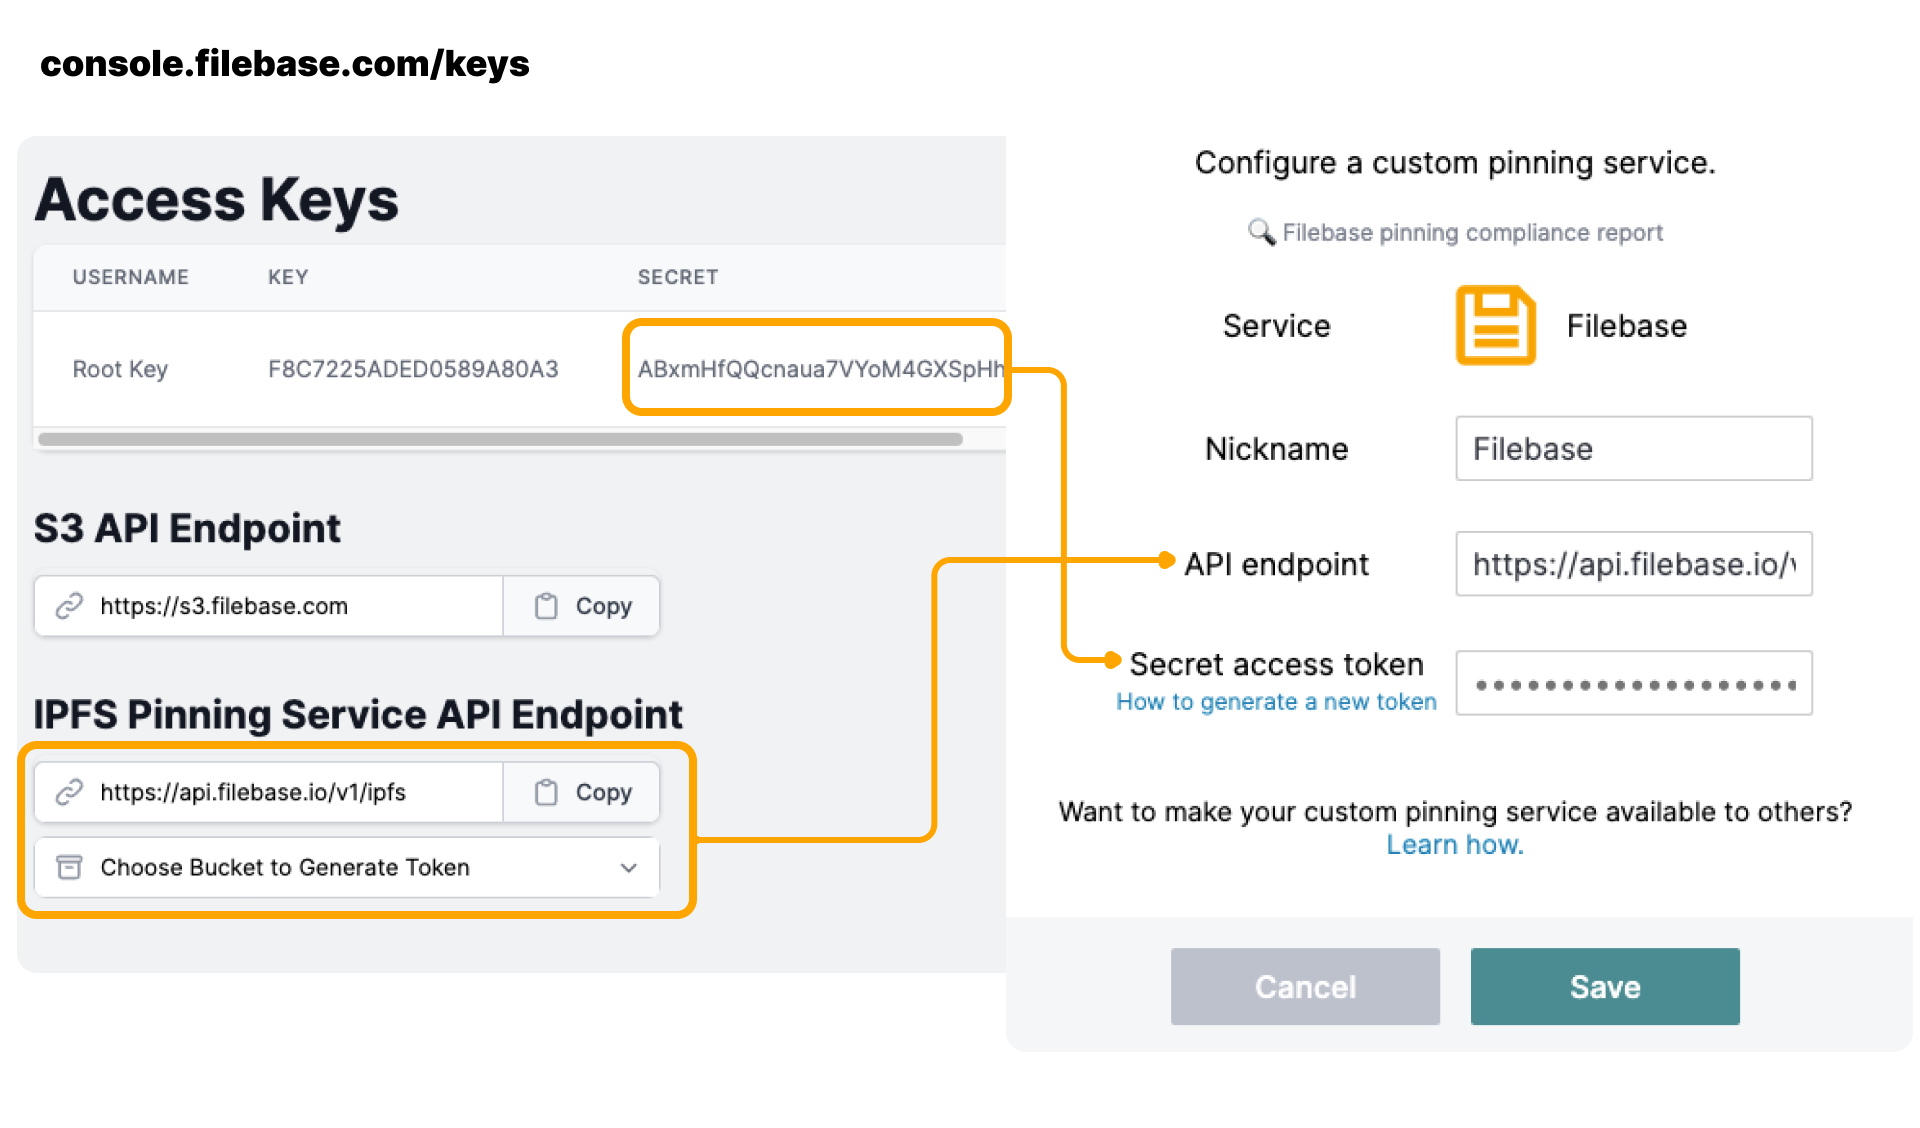 console.filebase.com/keys
Access Keys
USERNAME KEY SECRET
Root Key F8C7225ADED0589A80A3 ABxmHfQQcnaua7VYoM4GXSpHh
S3 API Endpoint
https://s3.filebase.com Copy
IPFS Pinning Service API Endpoint
https://api.filebase.io/v1/ipfs Copy
Choose Bucket to Generate Token
Configure a custom pinning service.
Filebase pinning compliance report
Service Filebase
Nickname Filebase
API endpoint https://api.filebase.io/v
Secret access token
How to generate a new token
Want to make your custom pinning service available to others?
Learn how.
Cancel Save